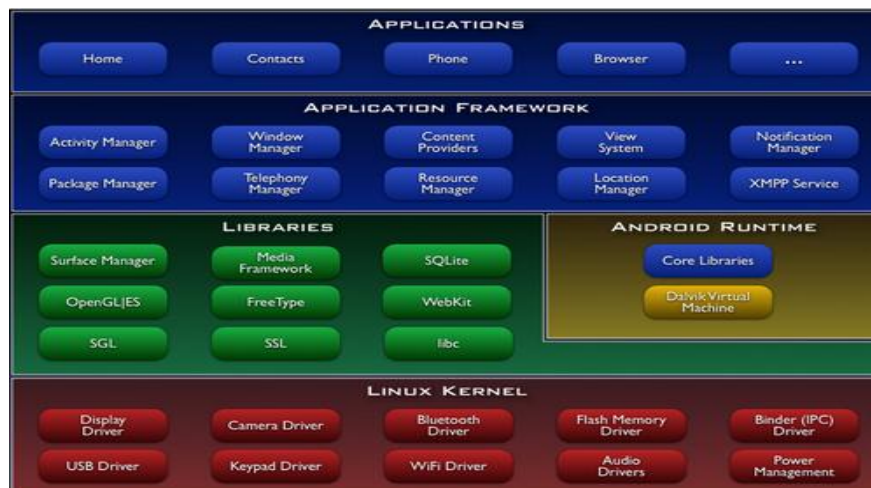 APPLICATIONS
Home Contacts Phone Browser ...
APPLICATION FRAMEWORK
Activity Manager Window Manager Content Providers View System Notification Manager
Package Manager Telephony Manager Resource Manager Location Manager XMPP Service
LIBRARIES
Surface Manager Media Framework SQLite
OpenGL|ES FreeType WebKit
SGL SSL libc
ANDROID RUNTIME
Core Libraries
Dalvik Virtual Machine
LINUX KERNEL
Display Driver Camera Driver Bluetooth Driver Flash Memory Driver Binder (IPC) Driver
USB Driver Keypad Driver WiFi Driver Audio Drivers Power Management